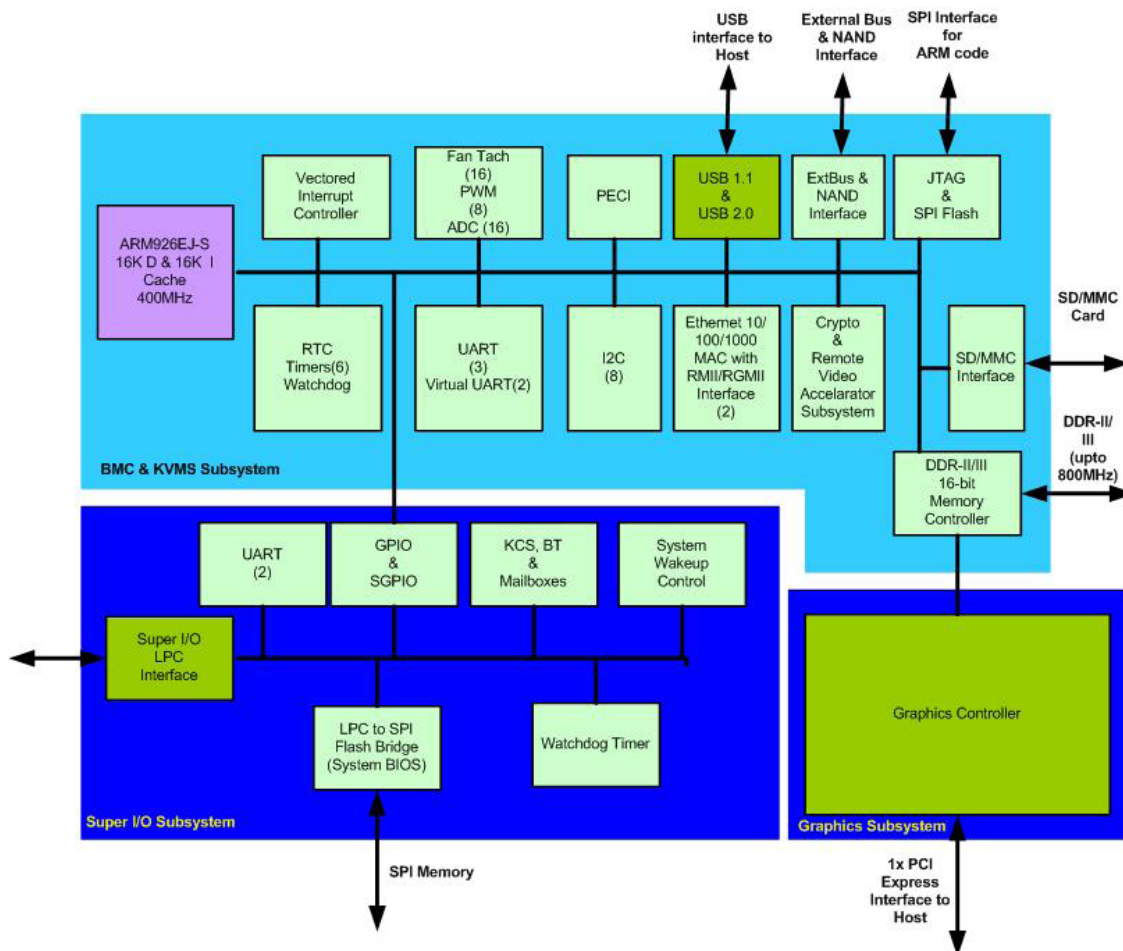 USB
interface to
Host
External Bus
& NAND
Interface
SPI Interface
for
ARM code
Vectored
Interrupt
Controller
Fan Tach
(16)
PWM
(8)
ADC (16)
PECI
USB 1.1
&
USB 2.0
ExtBus &
NAND
Interface
JTAG
&
SPI Flash
ARM926EJ-S
16K D & 16K I
Cache
400MHz
RTC
Timers(6)
Watchdog
UART
(3)
Virtual UART(2)
I2C
(8)
Ethernet 10/
100/1000
MAC with
RMII/RGMII
Interface
(2)
Crypto
&
Remote
Video
Accelarator
Subsystem
SD/MMC
Interface
SD/MMC
Card
BMC & KVMS Subsystem
DDR-II/III
16-bit
Memory
Controller
DDR-II/
III
(upto
800MHz)
UART
(2)
GPIO
&
SGPIO
KCS, BT
&
Mailboxes
System
Wakeup
Control
Super I/O
LPC
Interface
LPC to SPI
Flash Bridge
(System BIOS)
Watchdog Timer
Super I/O Subsystem
SPI Memory
Graphics Controller
Graphics Subsystem
1x PCI
Express
Interface to
Host